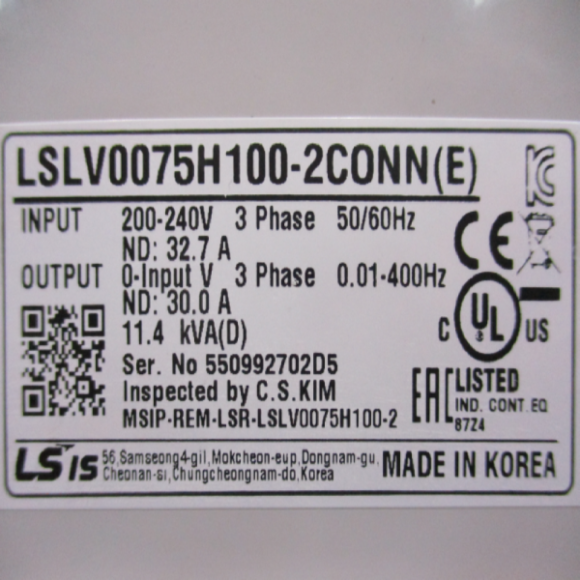 LSLV0075H100-2CONN(E)
INPUT 200-240V 3 Phase 50/60Hz
ND: 32.7 A
OUTPUT 0-Input V 3 Phase 0.01-400Hz
ND: 30.0 A
11.4 kVA(D)
Ser. No 550992702D5
Inspected by C.S.KIM
MSIP-REM-LSR-LSLV0075H100-2
KC
CE
C UL US
EAC LISTED
IND. CONT.EQ
87Z4
LS IS
56,Samseong4-gil,Mokcheon-eup,Dongnam-gu,
Cheonan-si,Chungcheongnam-do,Korea
MADE IN KOREA